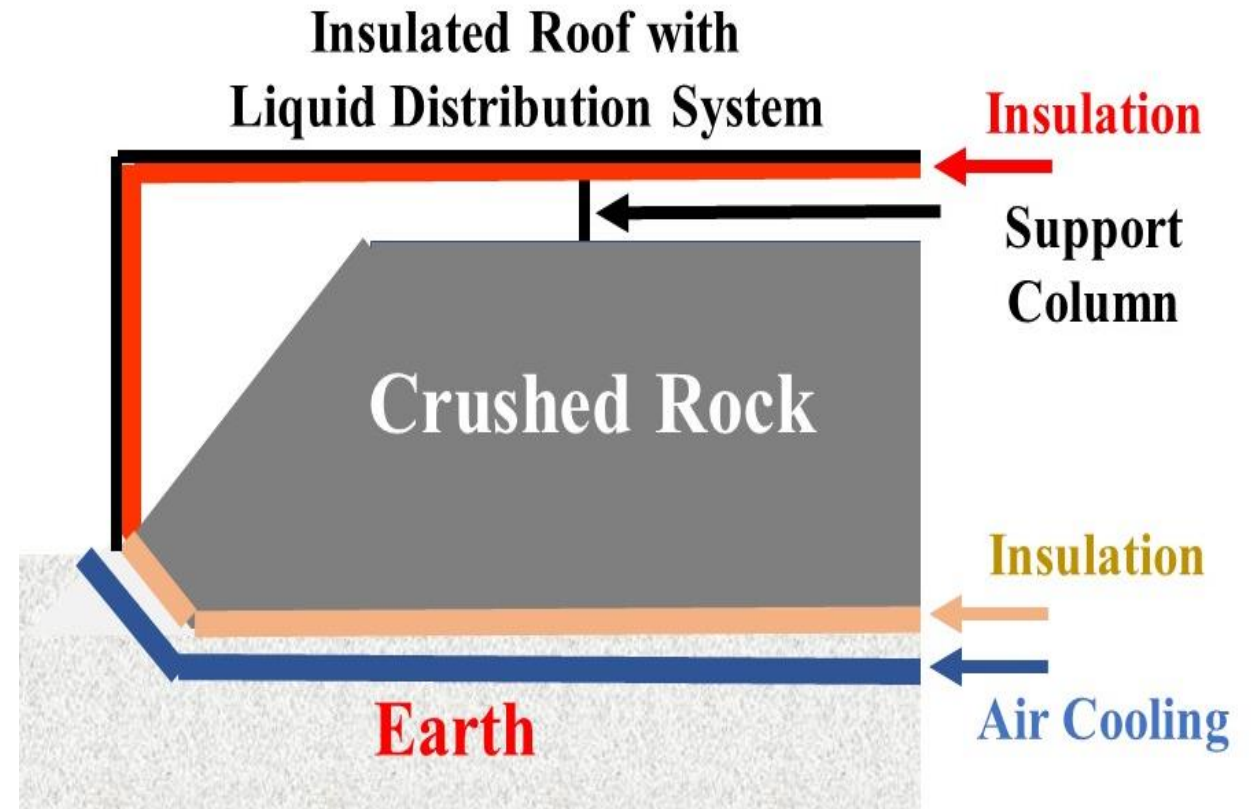 Insulated Roof with
Liquid Distribution System
Insulation
Support
Column
Crushed Rock
Insulation
Earth
Air Cooling